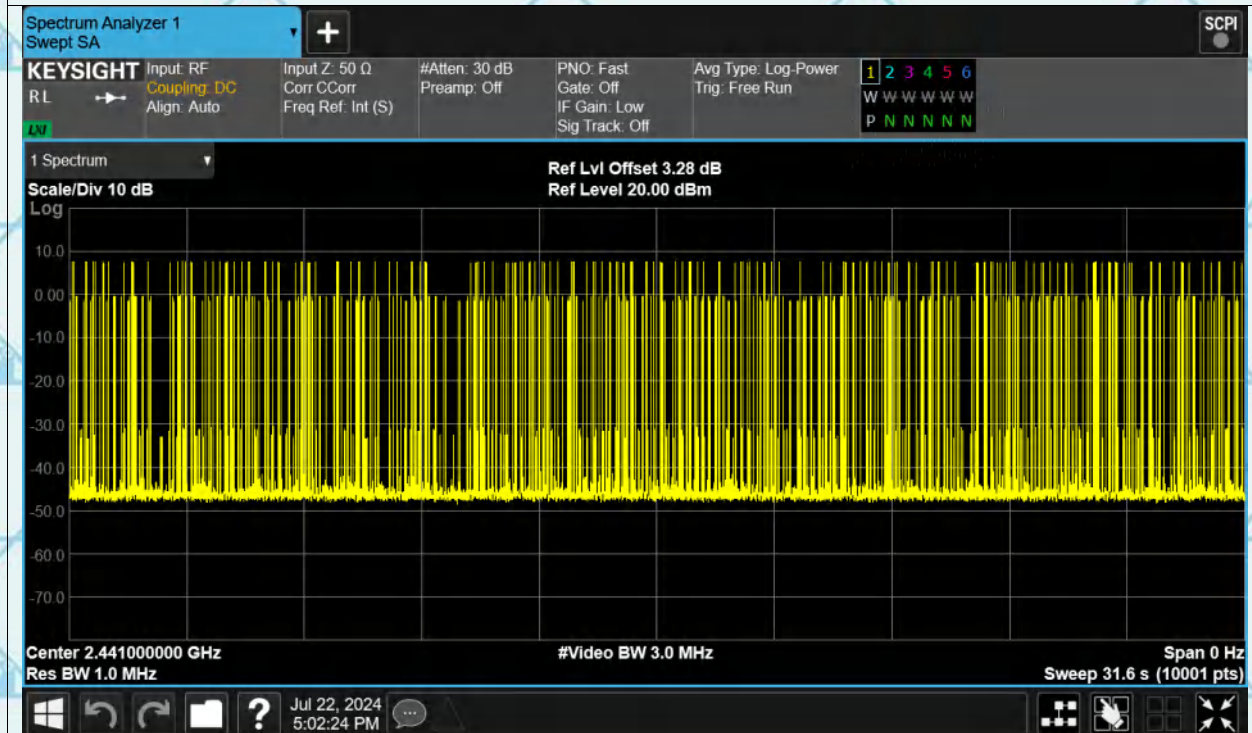 Spectrum Analyzer 1
Swept SA
+
SCPI
KEYSIGHT
RL
LXI
Input: RF
Coupling: DC
Align: Auto
Input Z: 50 Ω
Corr CCorr
Freq Ref: Int (S)
#Atten: 30 dB
Preamp: Off
PNO: Fast
Gate: Off
IF Gain: Low
Sig Track: Off
Avg Type: Log-Power
Trig: Free Run
1 2 3 4 5 6
W W W W W W
P N N N N N
1 Spectrum
Scale/Div 10 dB
Log
Ref Lvl Offset 3.28 dB
Ref Level 20.00 dBm
10.0
0.00
-10.0
-20.0
-30.0
-40.0
-50.0
-60.0
-70.0
Center 2.441000000 GHz
Res BW 1.0 MHz
#Video BW 3.0 MHz
Span 0 Hz
Sweep 31.6 s (10001 pts)
?
Jul 22, 2024
5:02:24 PM